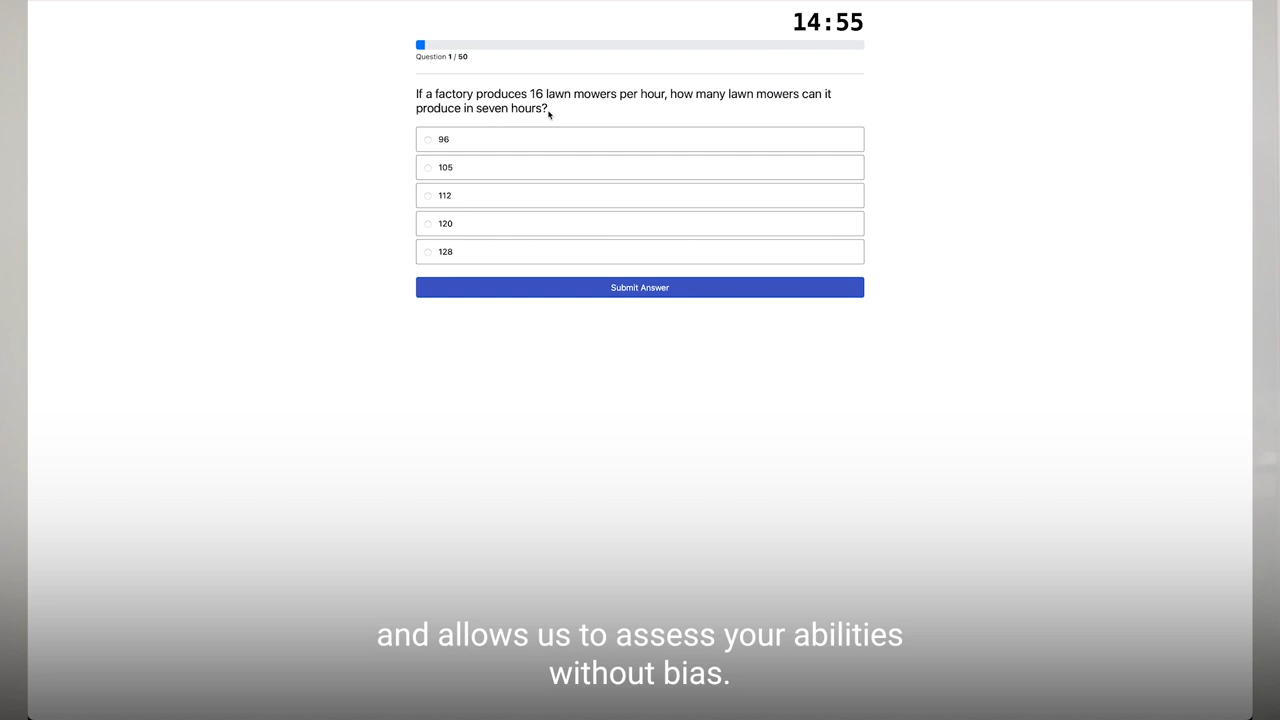 14:55
Question 1 / 50
If a factory produces 16 lawn mowers per hour, how many lawn mowers can it
produce in seven hours?
96
105
112
120
128
Submit Answer
and allows us to assess your abilities
without bias.